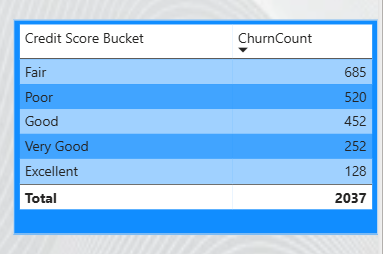 Credit Score Bucket ChurnCount
Fair 685
Poor 520
Good 452
Very Good 252
Excellent 128
Total 2037